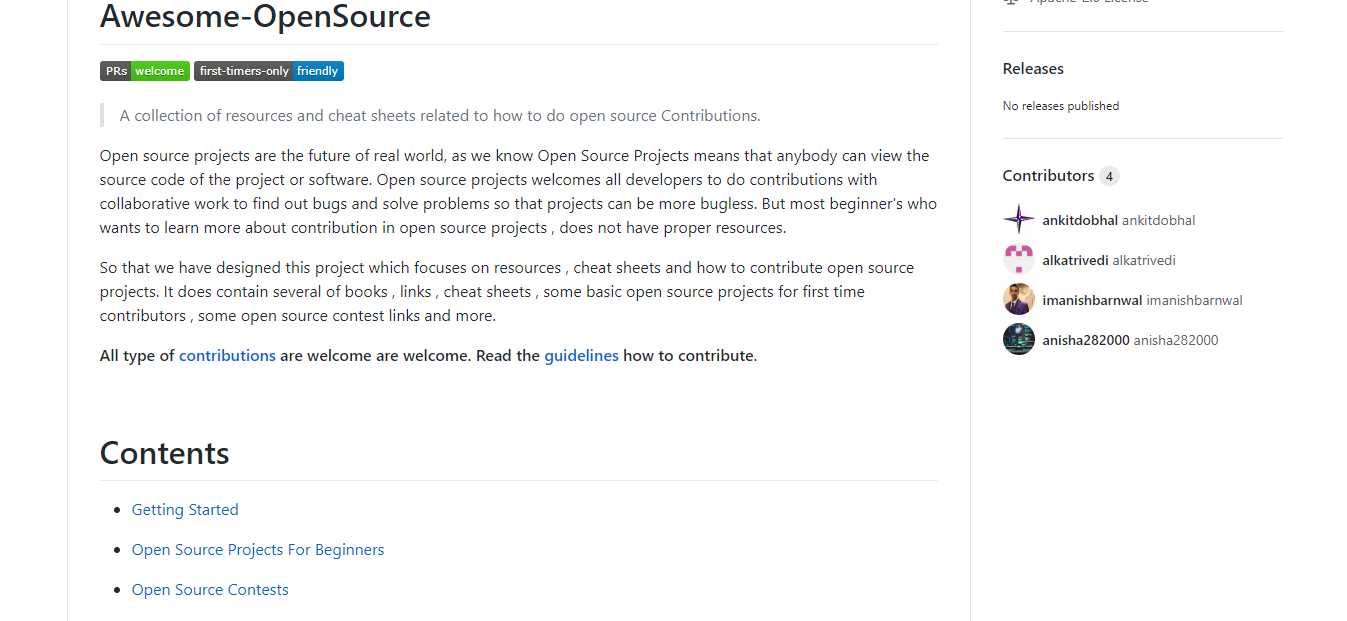 Awesome-OpenSource
PRs welcome first-timers-only friendly
A collection of resources and cheat sheets related to how to do open source Contributions.
Open source projects are the future of real world, as we know Open Source Projects means that anybody can view the
source code of the project or software. Open source projects welcomes all developers to do contributions with
collaborative work to find out bugs and solve problems so that projects can be more bugless. But most beginner's who
wants to learn more about contribution in open source projects , does not have proper resources.
So that we have designed this project which focuses on resources , cheat sheets and how to contribute open source
projects. It does contain several of books , links , cheat sheets , some basic open source projects for first time
contributors , some open source contest links and more.
All type of contributions are welcome are welcome. Read the guidelines how to contribute.
Contents
Getting Started
Open Source Projects For Beginners
Open Source Contests
Apache-2.0 License
Releases
No releases published
Contributors 4
ankitdobhal ankitdobhal
alkatrivedi alkatrivedi
imanishbarnwal imanishbarnwal
anisha282000 anisha282000